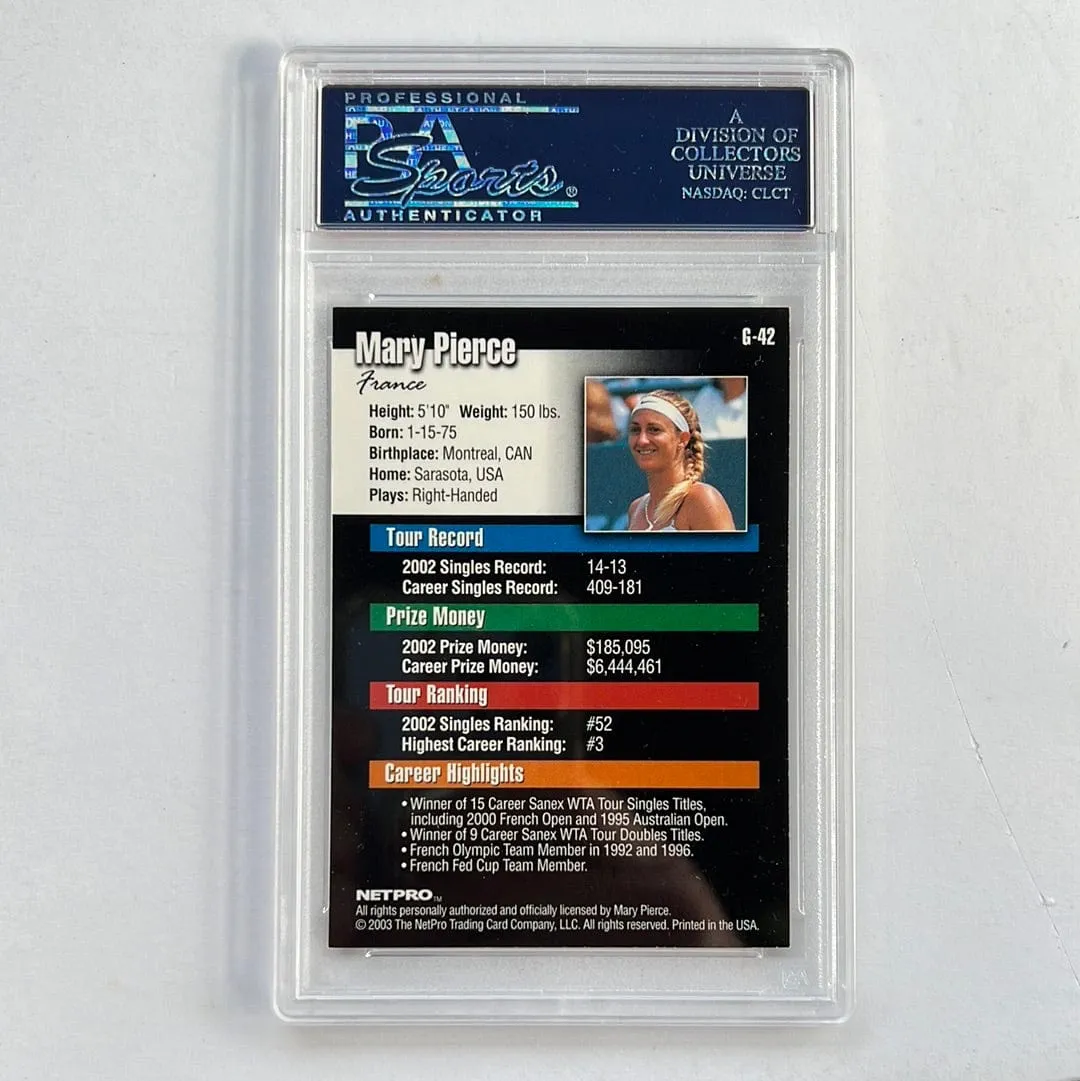 PROFESSIONAL
PSA
Sports®
AUTHENTICATOR
A
DIVISION OF
COLLECTORS
UNIVERSE
NASDAQ: CLCT
Mary Pierce
G-42
France
Height: 5'10" Weight: 150 lbs.
Born: 1-15-75
Birthplace: Montreal, CAN
Home: Sarasota, USA
Plays: Right-Handed
Tour Record
2002 Singles Record: 14-13
Career Singles Record: 409-181
Prize Money
2002 Prize Money: $185,095
Career Prize Money: $6,444,461
Tour Ranking
2002 Singles Ranking: #52
Highest Career Ranking: #3
Career Highlights
• Winner of 15 Career Sanex WTA Tour Singles Titles,
including 2000 French Open and 1995 Australian Open.
• Winner of 9 Career Sanex WTA Tour Doubles Titles.
• French Olympic Team Member in 1992 and 1996.
• French Fed Cup Team Member.
NETPRO™
All rights personally authorized and officially licensed by Mary Pierce.
© 2003 The NetPro Trading Card Company, LLC. All rights reserved. Printed in the USA.